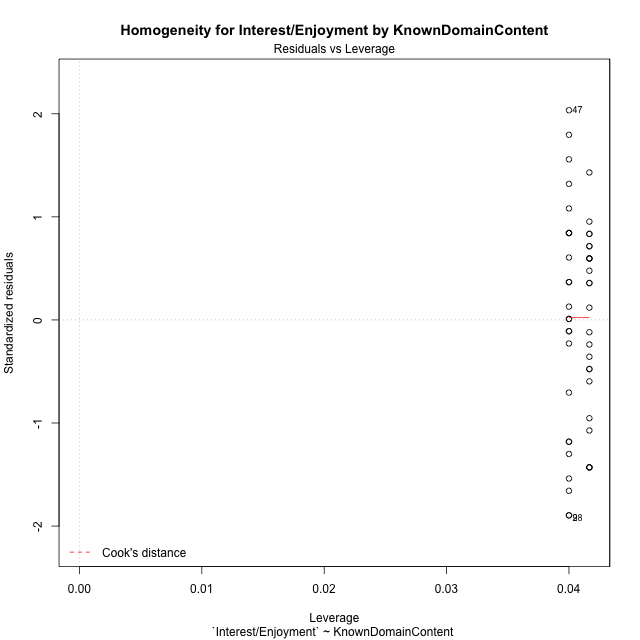 Homogeneity for Interest/Enjoyment by KnownDomainContent
Residuals vs Leverage
Standardized residuals
2
1
0
-1
-2
47
Cook's distance
0.00 0.01 0.02 0.03 0.04
Leverage
`Interest/Enjoyment` ~ KnownDomainContent